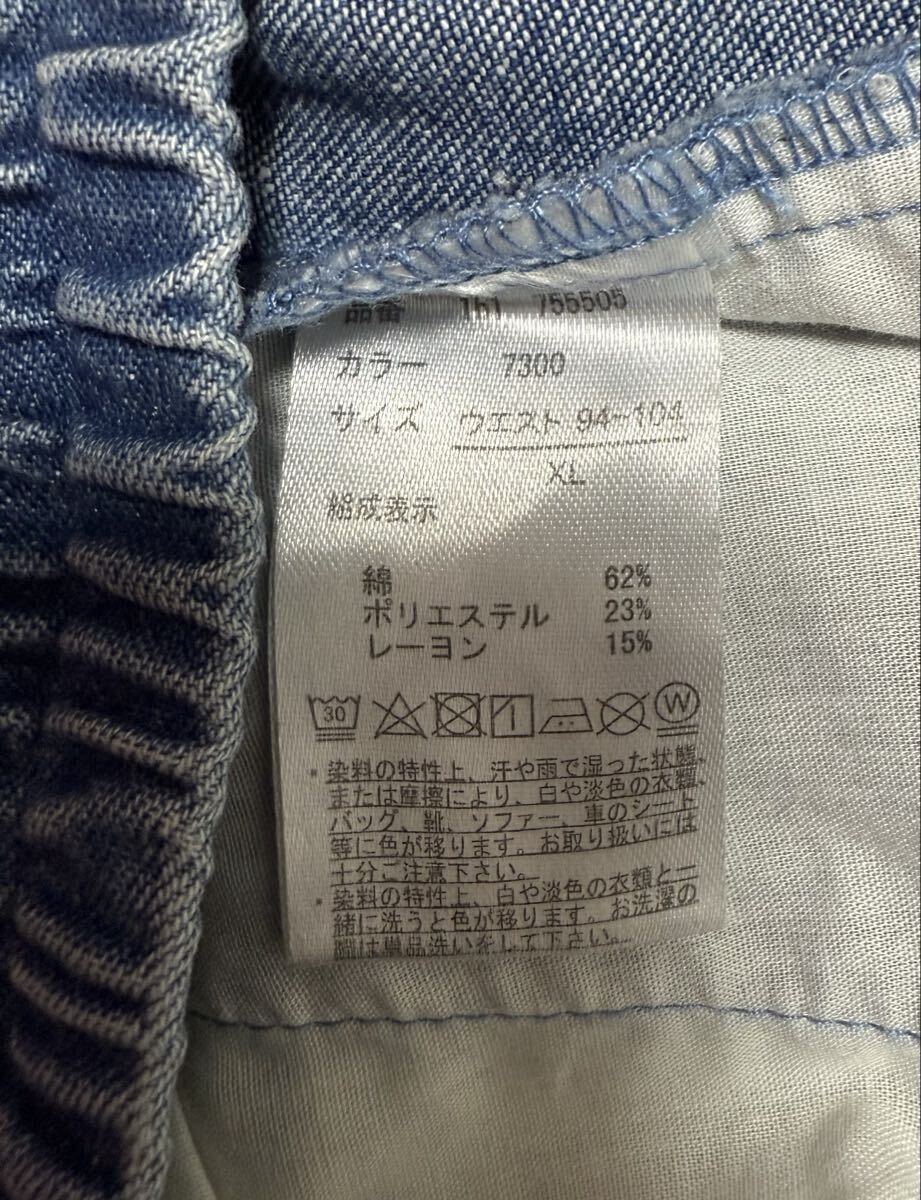 品番 151 755505
カラー 7300
サイズ ウエスト 94~104
XL
組成表示
綿 62%
ポリエステル 23%
レーヨン 15%
30 W
・染料の特性上、汗や雨で湿った状態、
または摩擦により、白や淡色の衣類、
バッグ、靴、ソファー、車のシート
等に色が移ります。お取り扱いには
十分ご注意下さい。
・染料の特性上、白や淡色の衣類と一
緒に洗うと色が移ります。お洗濯の
際は単品洗いをして下さい。